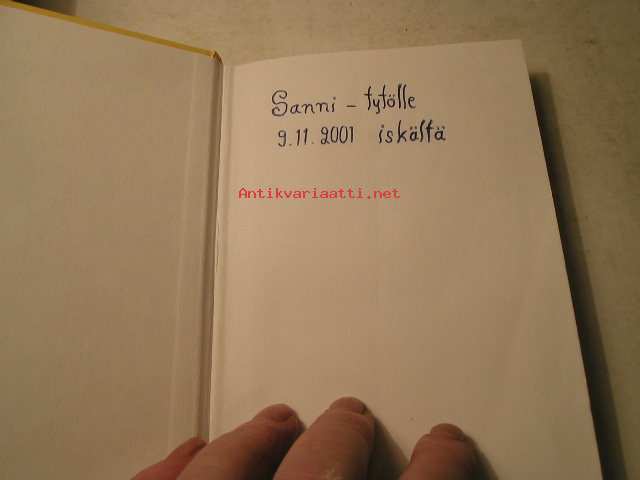 Sanni - tytölle
9.11.2001 iskältä
Antikvariaatti.net